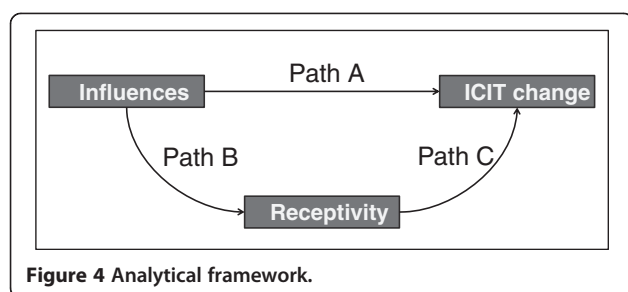 Path A
Influences ICIT change
Path B Path C
Receptivity
Figure 4 Analytical framework.